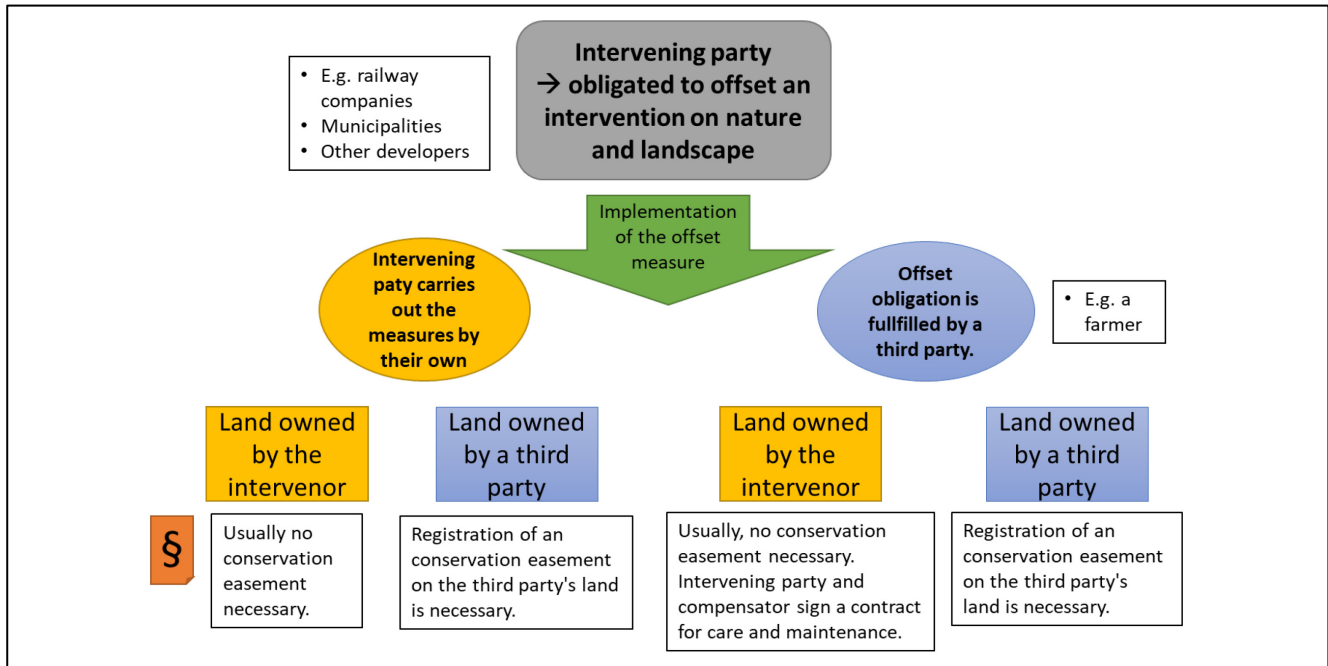 Intervening party
→ obligated to offset an
intervention on nature
and landscape
• E.g. railway
companies
• Municipalities
• Other developers
Implementation
of the offset
measure
Intervening
paty carries
out the
measures by
their own
Offset
obligation is
fullfilled by a
third party.
• E.g. a
farmer
Land owned
by the
intervenor
Land owned
by a third
party
Land owned
by the
intervenor
Land owned
by a third
party
§
Usually no
conservation
easement
necessary.
Registration of an
conservation easement
on the third party's land
is necessary.
Usually, no conservation
easement necessary.
Intervening party and
compensator sign a contract
for care and maintenance.
Registration of an
conservation easement
on the third party's
land is necessary.